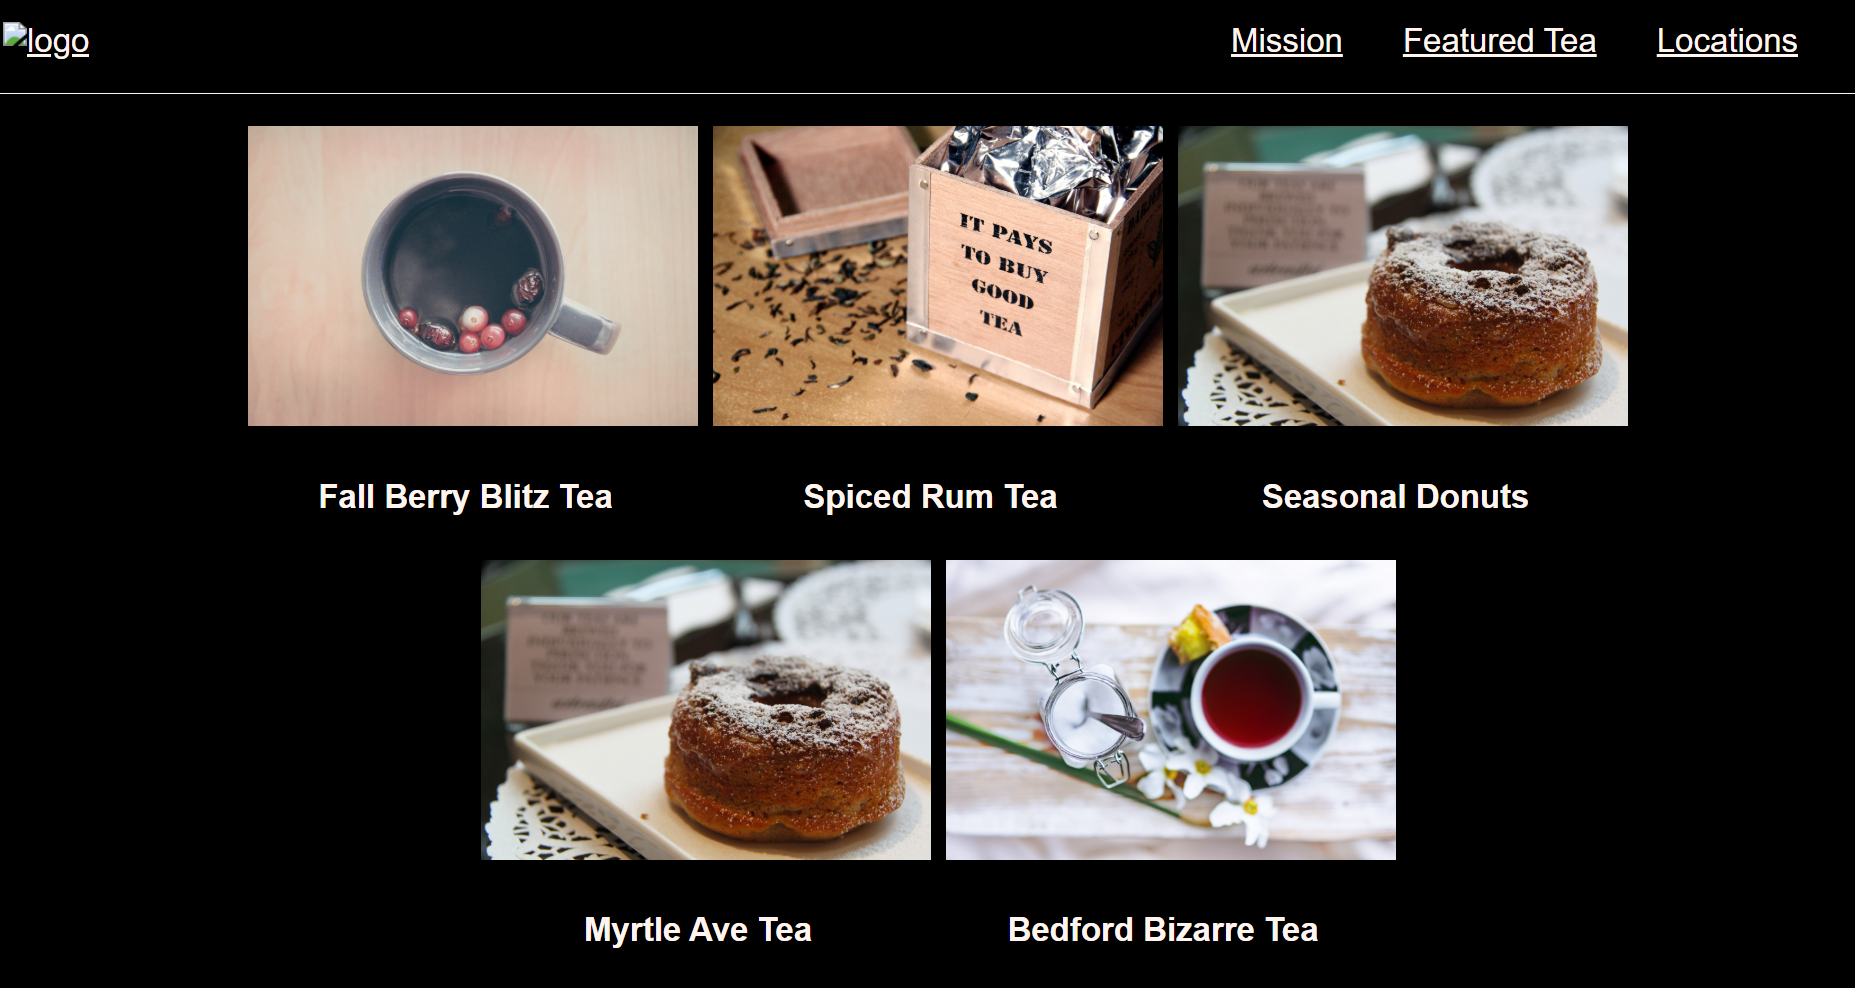 logo
Mission Featured Tea Locations
IT PAYS
TO BUY
GOOD
TEA
Fall Berry Blitz Tea
Spiced Rum Tea
Seasonal Donuts
Myrtle Ave Tea
Bedford Bizarre Tea